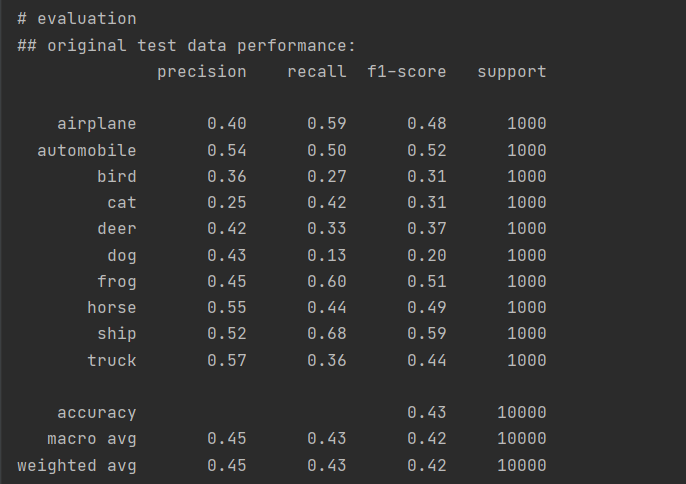 # evaluation
## original test data performance:
precision recall f1-score support
airplane 0.40 0.59 0.48 1000
automobile 0.54 0.50 0.52 1000
bird 0.36 0.27 0.31 1000
cat 0.25 0.42 0.31 1000
deer 0.42 0.33 0.37 1000
dog 0.43 0.13 0.20 1000
frog 0.45 0.60 0.51 1000
horse 0.55 0.44 0.49 1000
ship 0.52 0.68 0.59 1000
truck 0.57 0.36 0.44 1000
accuracy 0.43 10000
macro avg 0.45 0.43 0.42 10000
weighted avg 0.45 0.43 0.42 10000